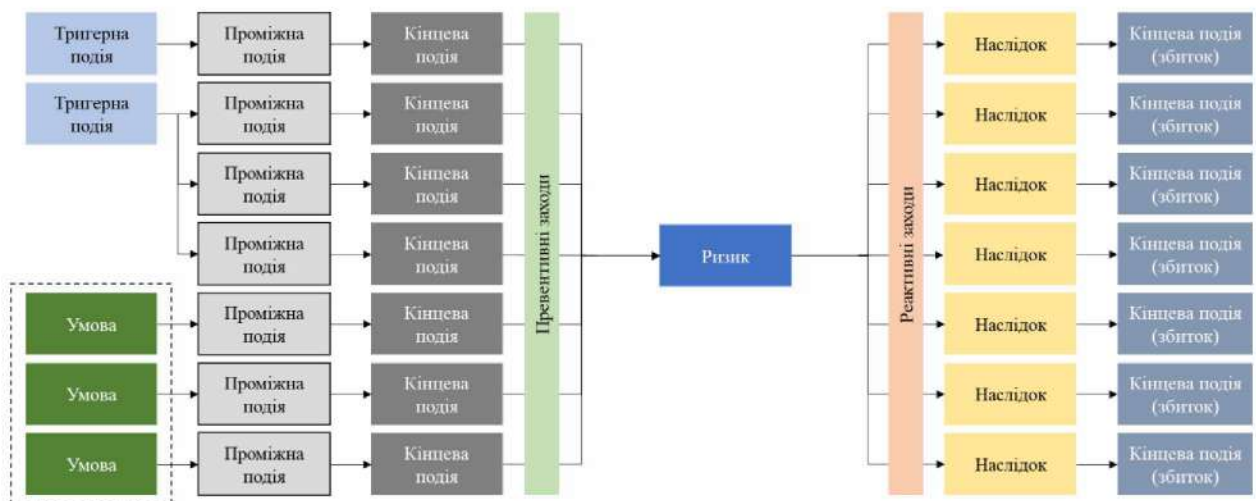 Тригерна
подія
Проміжна
подія
Кінцева
подія
Наслідок
Кінцева подія
(збиток)
Тригерна
подія
Проміжна
подія
Кінцева
подія
Наслідок
Кінцева подія
(збиток)
Проміжна
подія
Кінцева
подія
Наслідок
Кінцева подія
(збиток)
Проміжна
подія
Кінцева
подія
Превентивні заходи
Ризик
Реактивні заходи
Наслідок
Кінцева подія
(збиток)
Умова
Проміжна
подія
Кінцева
подія
Наслідок
Кінцева подія
(збиток)
Умова
Проміжна
подія
Кінцева
подія
Наслідок
Кінцева подія
(збиток)
Умова
Проміжна
подія
Кінцева
подія
Наслідок
Кінцева подія
(збиток)